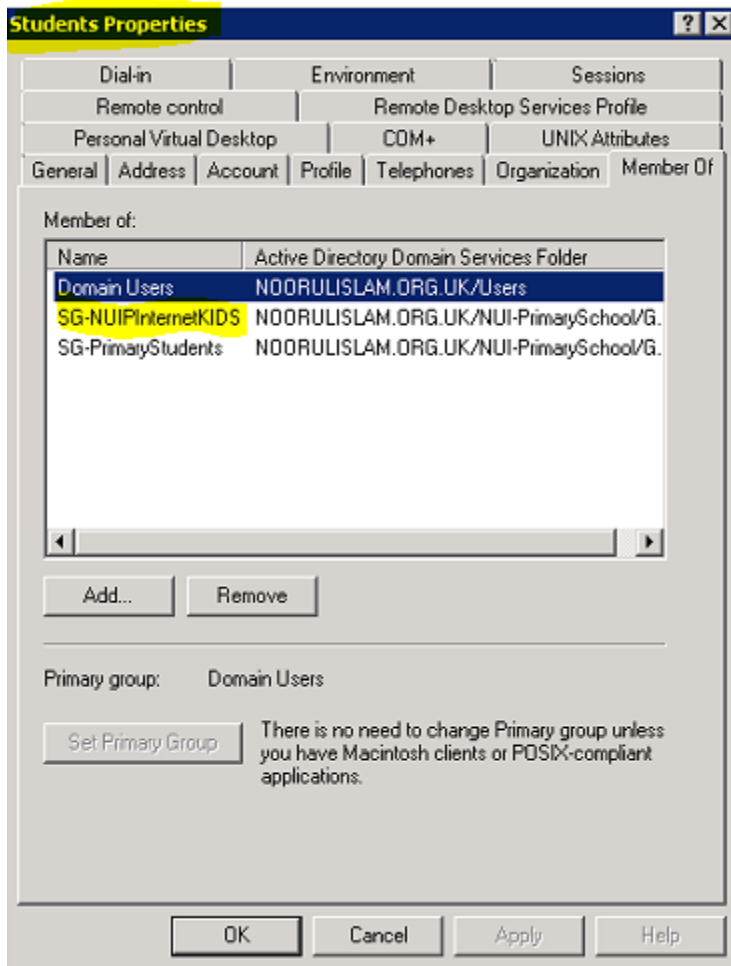 Students Properties
Dial-in Environment Sessions
Remote control Remote Desktop Services Profile
Personal Virtual Desktop COM+ UNIX Attributes
General Address Account Profile Telephones Organization Member Of
Member of:
Name Active Directory Domain Services Folder
Domain Users NOORULISLAM.ORG.UK/Users
SG-NUIPInternetKIDS NOORULISLAM.ORG.UK/NUI-PrimarySchool/G.
SG-PrimaryStudents NOORULISLAM.ORG.UK/NUI-PrimarySchool/G.
Add... Remove
Primary group: Domain Users
Set Primary Group
There is no need to change Primary group unless
you have Macintosh clients or POSIX-compliant
applications.
OK Cancel Apply Help